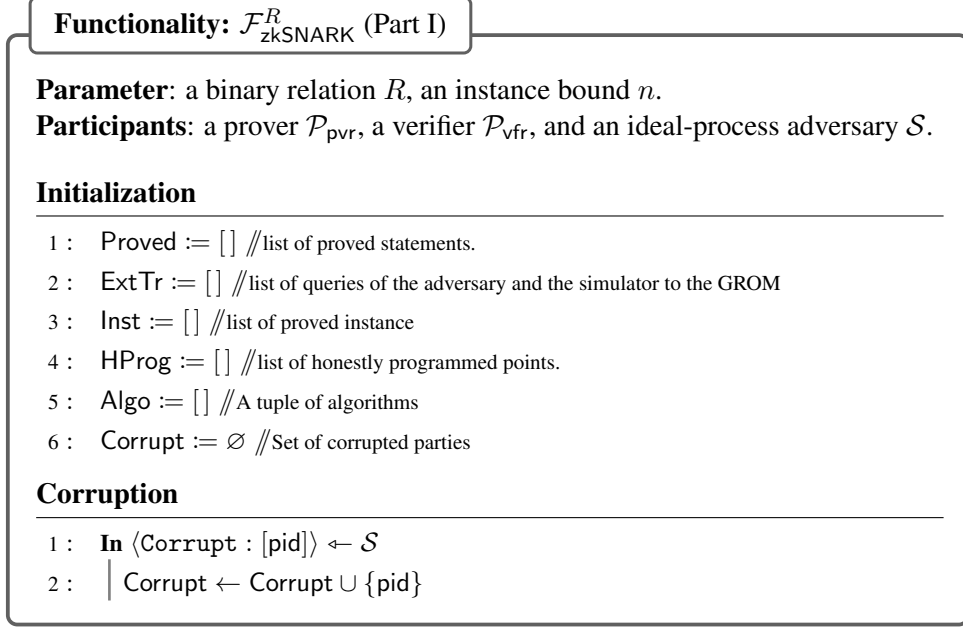 Functionality: F^R_zkSNARK (Part I)
Parameter: a binary relation R, an instance bound n.
Participants: a prover P_pvr, a verifier P_vfr, and an ideal-process adversary S.
Initialization
1 : Proved := [ ] //list of proved statements.
2 : ExtTr := [ ] //list of queries of the adversary and the simulator to the GROM
3 : Inst := [ ] //list of proved instance
4 : HProg := [ ] //list of honestly programmed points.
5 : Algo := [ ] //A tuple of algorithms
6 : Corrupt := ∅ //Set of corrupted parties
Corruption
1 : In ⟨Corrupt : [pid]⟩ ← S
2 : Corrupt ← Corrupt ∪ {pid}